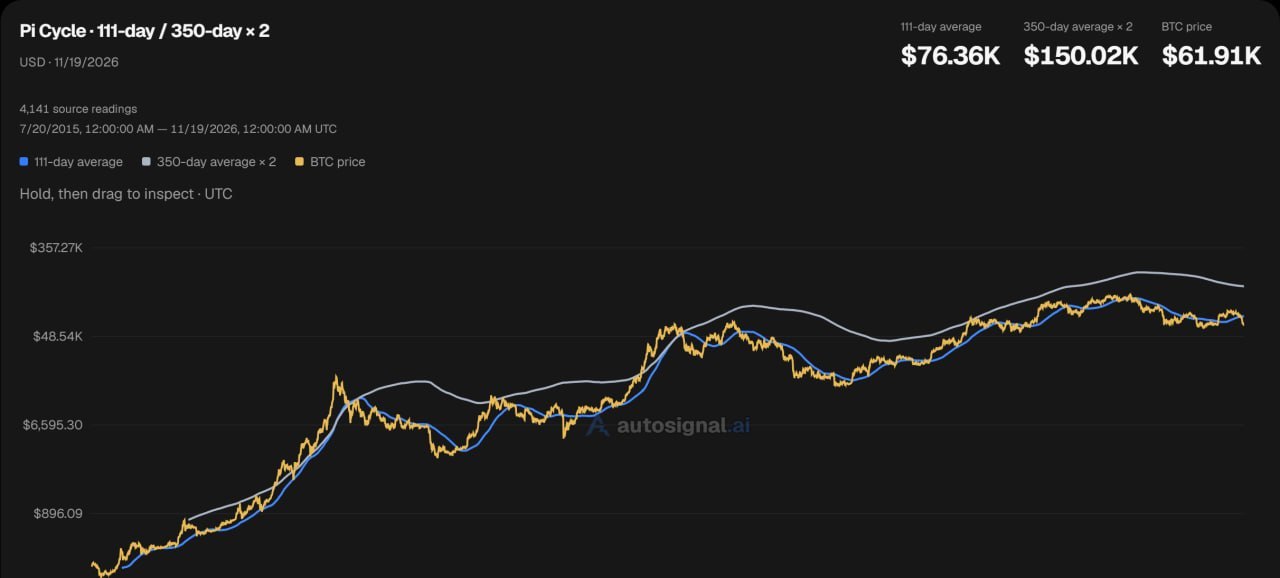 Pi Cycle · 111-day / 350-day × 2
USD · 11/19/2026
111-day average
$76.36K
350-day average × 2
$150.02K
BTC price
$61.91K
4,141 source readings
7/20/2015, 12:00:00 AM — 11/19/2026, 12:00:00 AM UTC
111-day average 350-day average × 2 BTC price
Hold, then drag to inspect · UTC
$357.27K
$48.54K
$6,595.30
autosignal.ai
$896.09